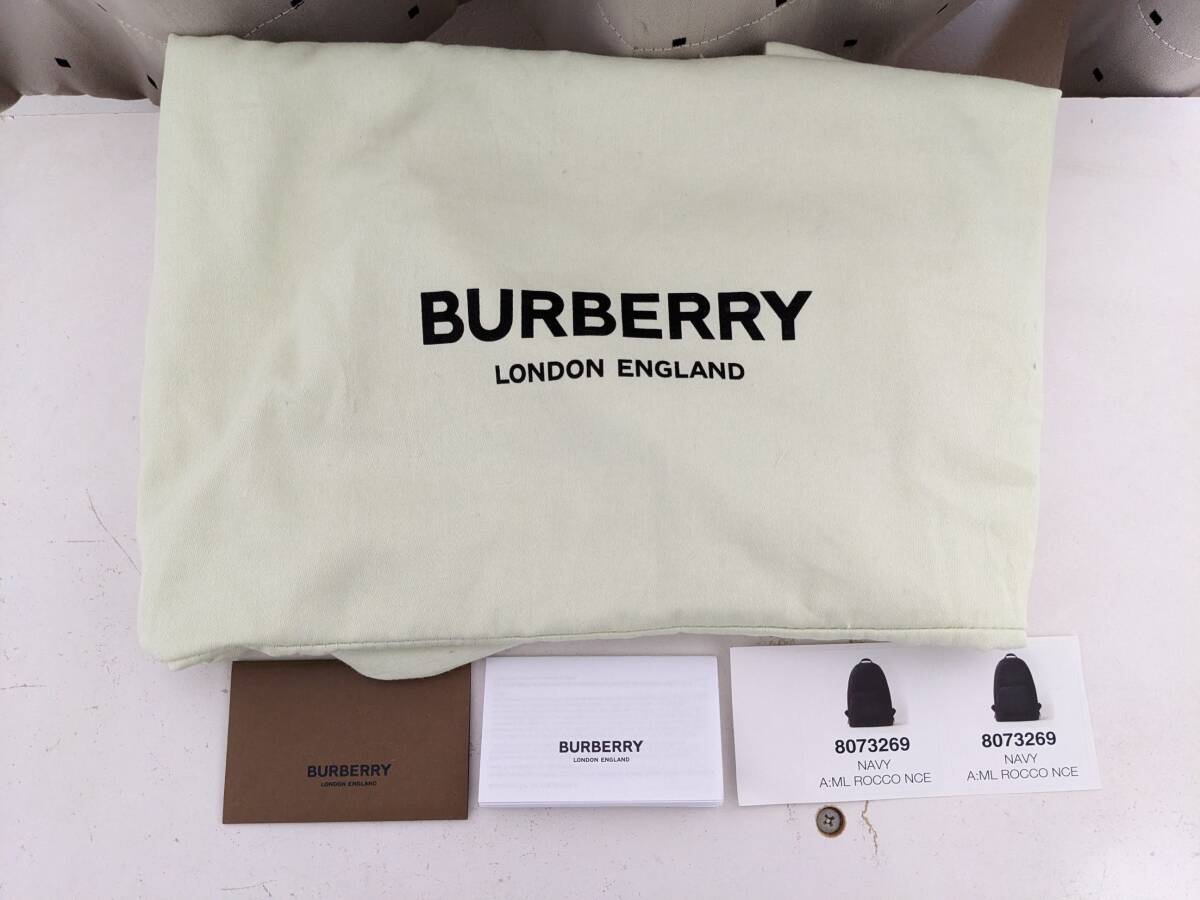 BURBERRY
LONDON ENGLAND
BURBERRY
LONDON ENGLAND
BURBERRY
LONDON ENGLAND
8073269
NAVY
A:ML ROCCO NCE
8073269
NAVY
A:ML ROCCO NCE